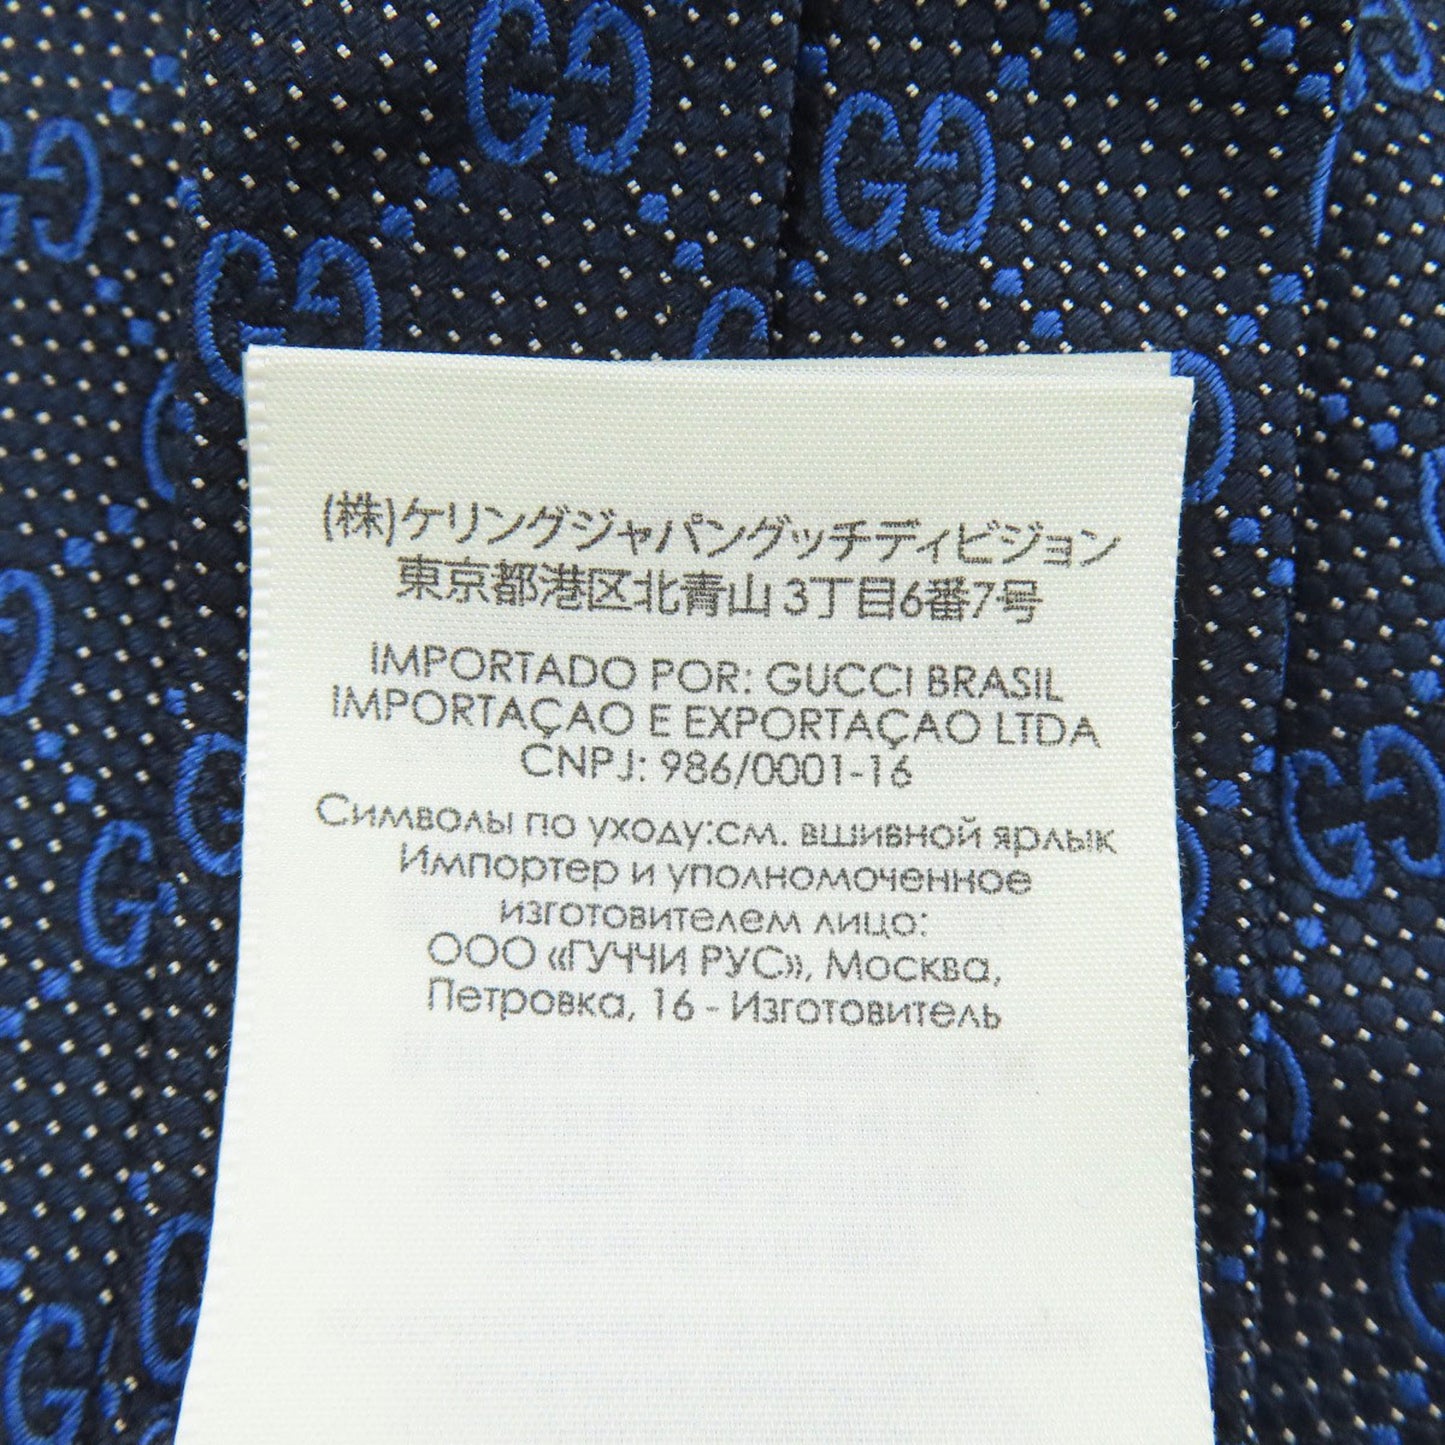 (株)ケリングジャパングッチディビジョン
東京都港区北青山 3丁目6番7号
IMPORTADO POR: GUCCI BRASIL
IMPORTAÇAO E EXPORTAÇAO LTDA
CNPJ: 986/0001-16
Символы по уходу:см. вшивной ярлык
Импортер и уполномоченное
изготовителем лицо:
ООО «ГУЧЧИ РУС», Москва,
Петровка, 16 - Изготовитель